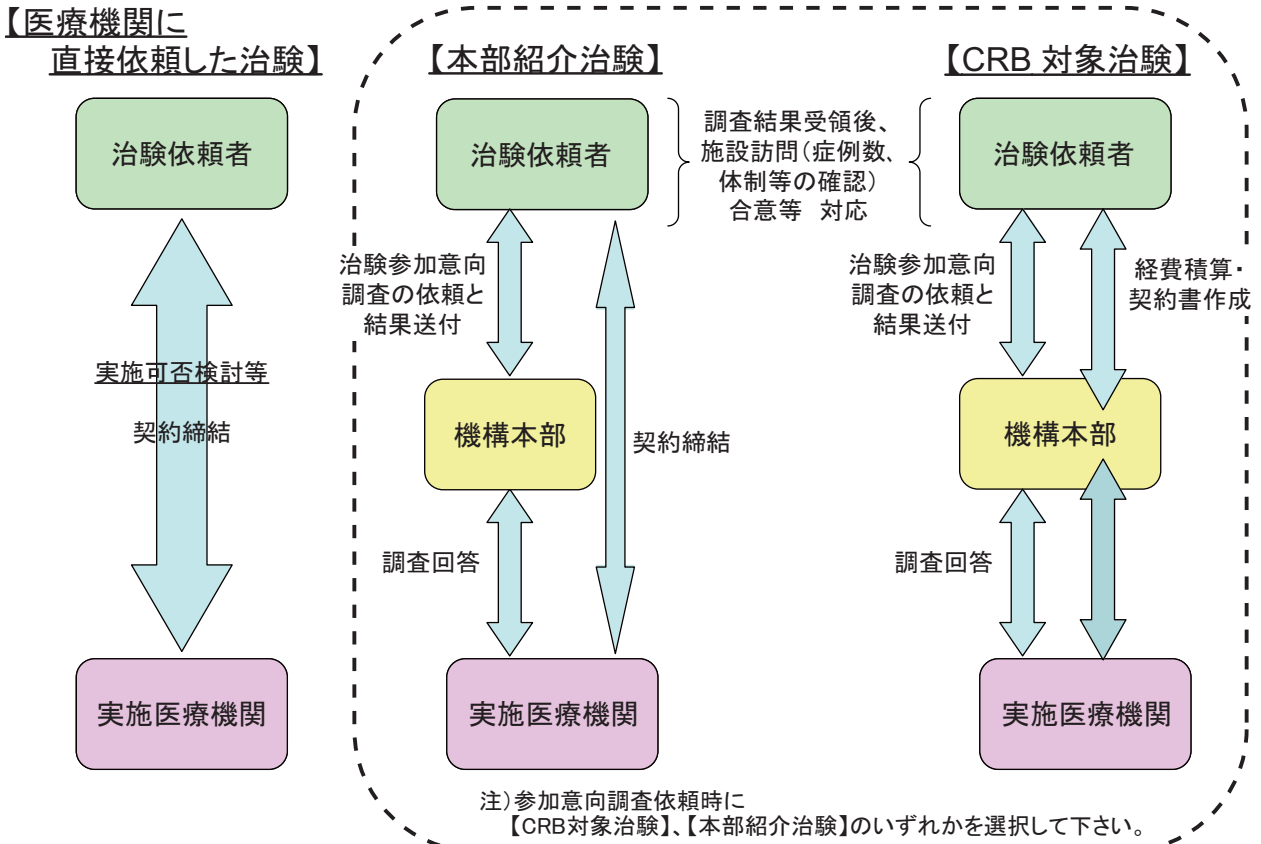 【医療機関に
直接依頼した治験】
【本部紹介治験】
【CRB 対象治験】
治験依頼者
実施可否検討等
契約締結
実施医療機関
治験依頼者
調査結果受領後、
施設訪問(症例数、
体制等の確認)
合意等 対応
治験参加意向
調査の依頼と
結果送付
機構本部
契約締結
調査回答
実施医療機関
治験依頼者
治験参加意向
調査の依頼と
結果送付
経費積算・
契約書作成
機構本部
調査回答
実施医療機関
注)参加意向調査依頼時に
【CRB対象治験】、【本部紹介治験】のいずれかを選択して下さい。